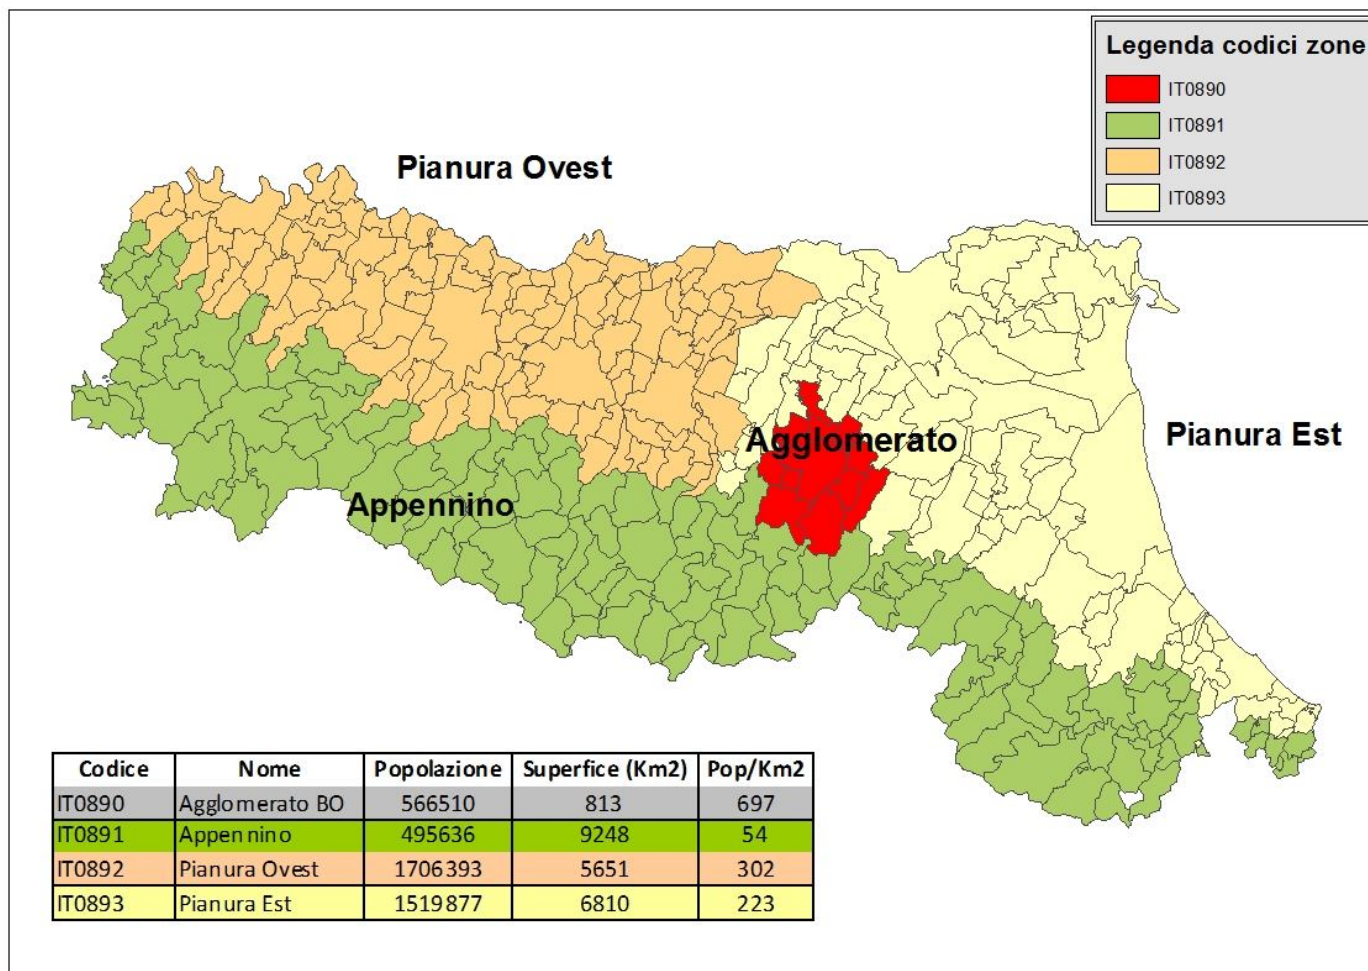 Legenda codici zone
IT0890
IT0891
IT0892
IT0893
Pianura Ovest
Agglomerato
Pianura Est
Appennino
Codice Nome Popolazione Superfice (Km2) Pop/Km2
IT0890 Agglomerato BO 566510 813 697
IT0891 Appennino 495636 9248 54
IT0892 Pianura Ovest 1706393 5651 302
IT0893 Pianura Est 1519877 6810 223